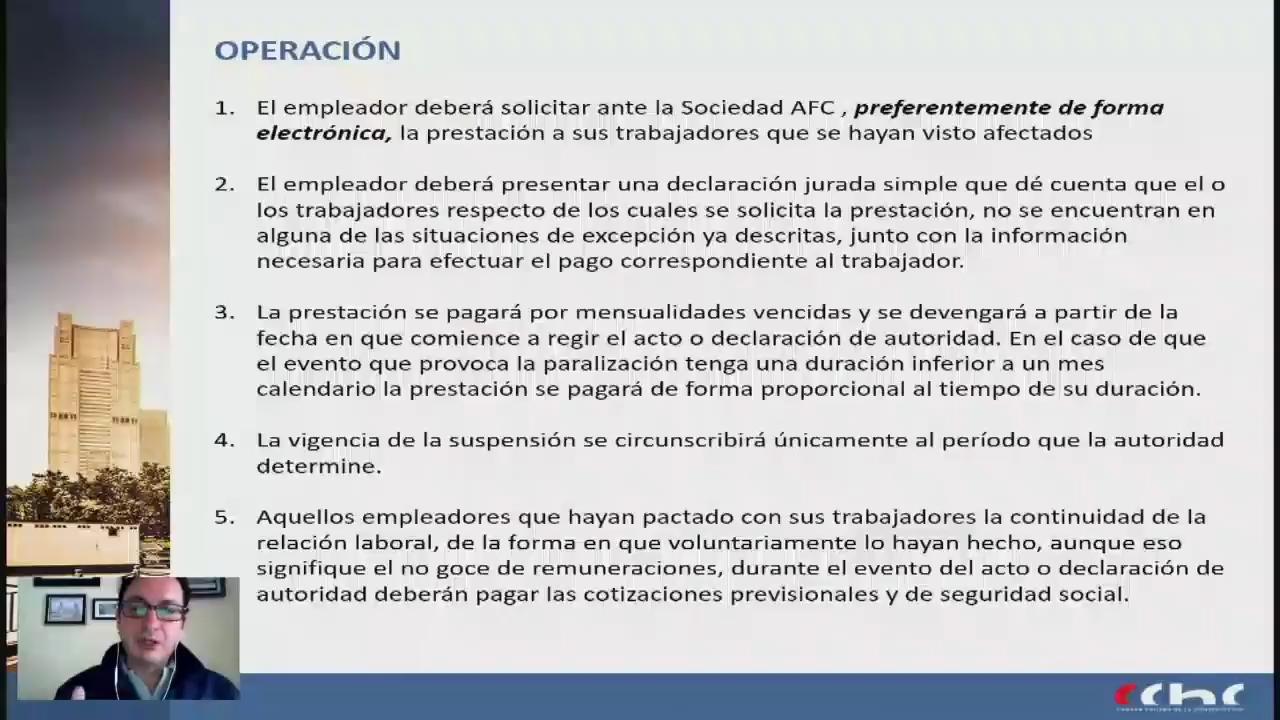 OPERACIÓN
1. El empleador deberá solicitar ante la Sociedad AFC , preferentemente de forma
electrónica, la prestación a sus trabajadores que se hayan visto afectados
2. El empleador deberá presentar una declaración jurada simple que dé cuenta que el o
los trabajadores respecto de los cuales se solicita la prestación, no se encuentran en
alguna de las situaciones de excepción ya descritas, junto con la información
necesaria para efectuar el pago correspondiente al trabajador.
3. La prestación se pagará por mensualidades vencidas y se devengará a partir de la
fecha en que comience a regir el acto o declaración de autoridad. En el caso de que
el evento que provoca la paralización tenga una duración inferior a un mes
calendario la prestación se pagará de forma proporcional al tiempo de su duración.
4. La vigencia de la suspensión se circunscribirá únicamente al período que la autoridad
determine.
5. Aquellos empleadores que hayan pactado con sus trabajadores la continuidad de la
relación laboral, de la forma en que voluntariamente lo hayan hecho, aunque eso
signifique el no goce de remuneraciones, durante el evento del acto o declaración de
autoridad deberán pagar las cotizaciones previsionales y de seguridad social.
cchc